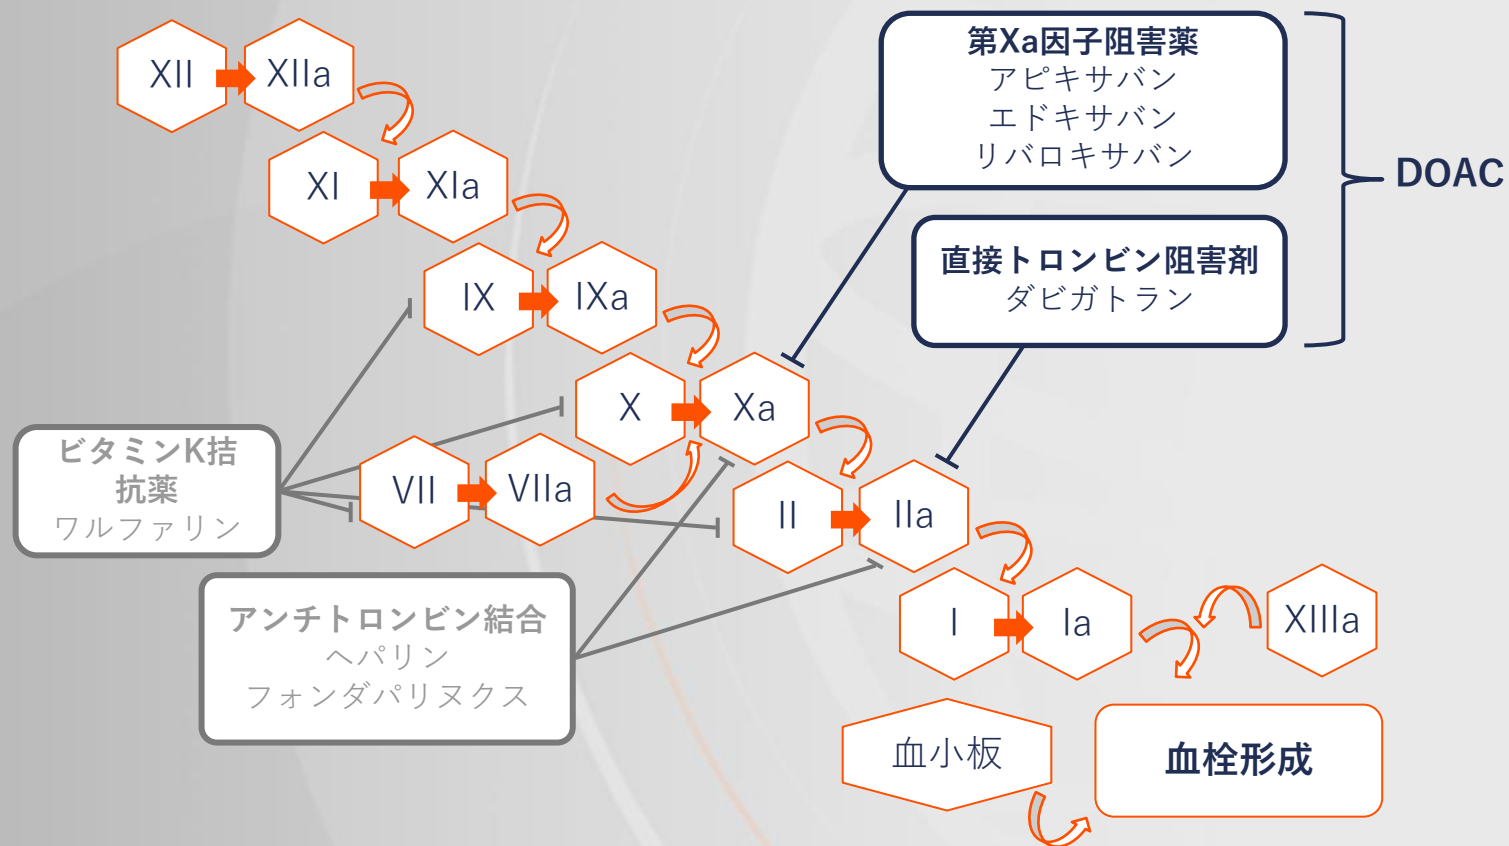 XII
XIIa
XI
XIa
IX
IXa
X
Xa
VII
VIIa
II
IIa
I
Ia
XIIIa
第Xa因子阻害薬
アピキサバン
エドキサバン
リバロキサバン
直接トロンビン阻害剤
ダビガトラン
DOAC
ビタミンK拮
抗薬
ワルファリン
アンチトロンビン結合
ヘパリン
フォンダパリヌクス
血小板
血栓形成